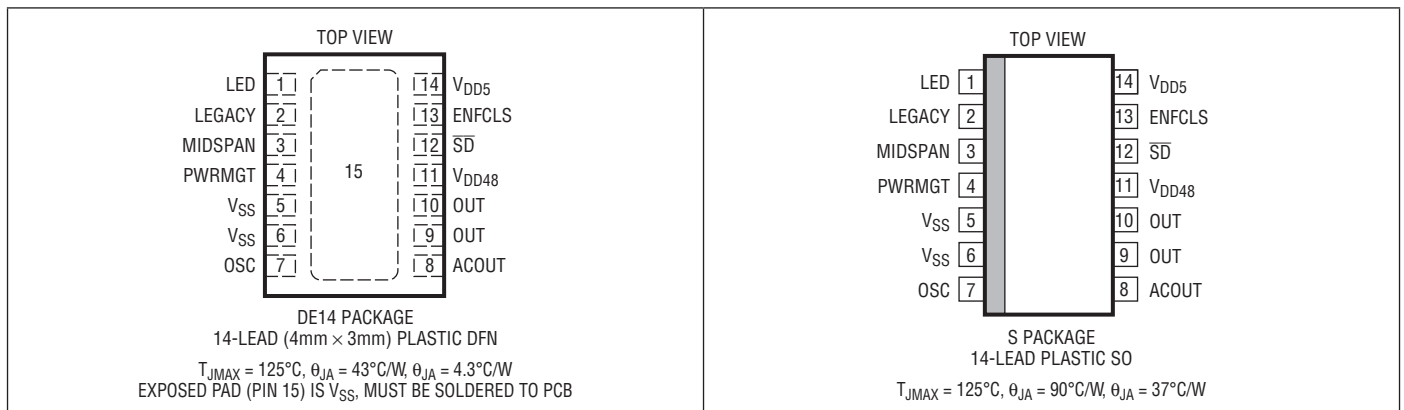 TOP VIEW
LED 1 14 VDD5
LEGACY 2 13 ENFCLS
MIDSPAN 3 12 SD
PWRMGT 4 15 11 VDD48
VSS 5 10 OUT
VSS 6 9 OUT
OSC 7 8 ACOUT
DE14 PACKAGE
14-LEAD (4mm × 3mm) PLASTIC DFN
TJMAX = 125°C, θJA = 43°C/W, θJA = 4.3°C/W
EXPOSED PAD (PIN 15) IS VSS, MUST BE SOLDERED TO PCB
TOP VIEW
LED 1 14 VDD5
LEGACY 2 13 ENFCLS
MIDSPAN 3 12 SD
PWRMGT 4 11 VDD48
VSS 5 10 OUT
VSS 6 9 OUT
OSC 7 8 ACOUT
S PACKAGE
14-LEAD PLASTIC SO
TJMAX = 125°C, θJA = 90°C/W, θJA = 37°C/W